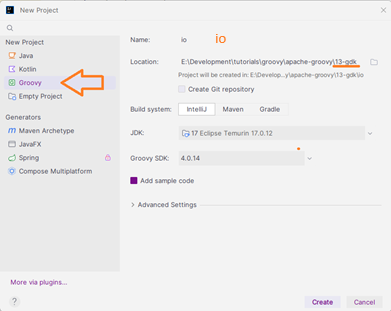 New Project
New Project
Java
Kotlin
Groovy
Empty Project
Generators
Maven Archetype
JavaFX
Spring
Compose Multiplatform
More via plugins...
Name: io
io
Location: E:\Development\tutorials\groovy\apache-groovy\13-gdk
Project will be created in: E:\Develop...y\apache-groovy\13-gdk\io
Create Git repository
Build system: IntelliJ Maven Gradle
JDK: 17 Eclipse Temurin 17.0.12
Groovy SDK: 4.0.14
Add sample code
Advanced Settings
? Create Cancel